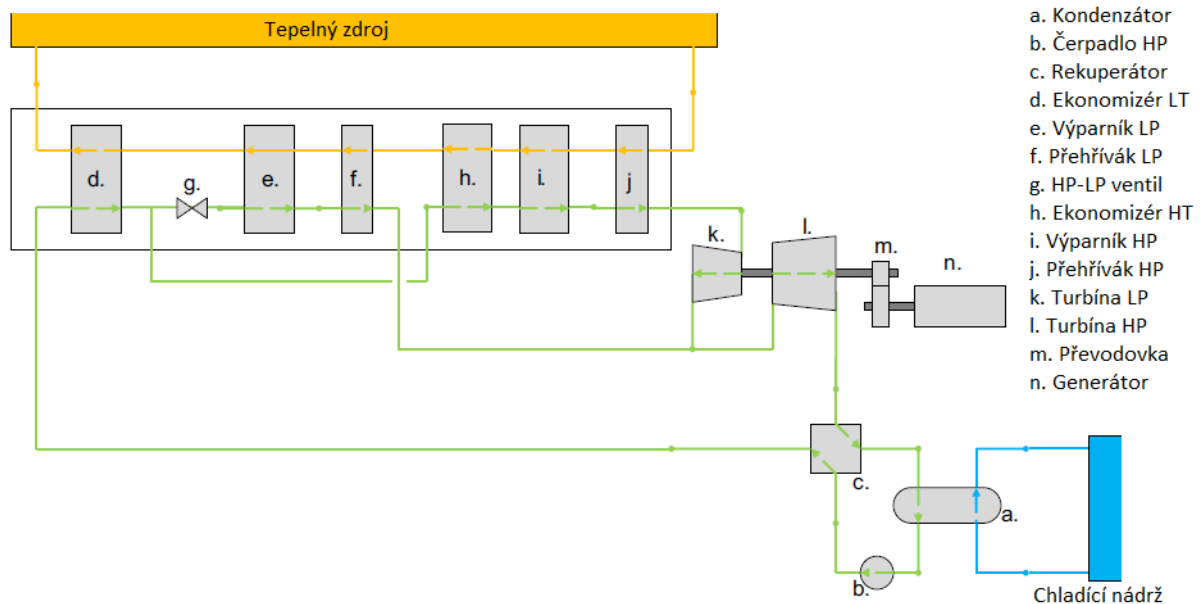 Tepelný zdroj
d.
g.
e.
f.
h.
i.
j
k.
l.
m.
n.
c.
a.
b.
Chladící nádrž
a. Kondenzátor
b. Čerpadlo HP
c. Rekuperátor
d. Ekonomizér LT
e. Výparník LP
f. Přehřívák LP
g. HP-LP ventil
h. Ekonomizér HT
i. Výparník HP
j. Přehřívák HP
k. Turbína LP
l. Turbína HP
m. Převodovka
n. Generátor